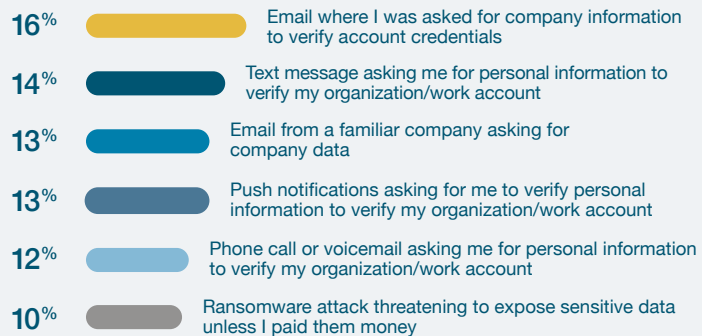 16% Email where I was asked for company information
to verify account credentials
14% Text message asking me for personal information to
verify my organization/work account
13% Email from a familiar company asking for
company data
13% Push notifications asking for me to verify personal
information to verify my organization/work account
12% Phone call or voicemail asking me for personal information
to verify my organization/work account
10% Ransomware attack threatening to expose sensitive data
unless I paid them money